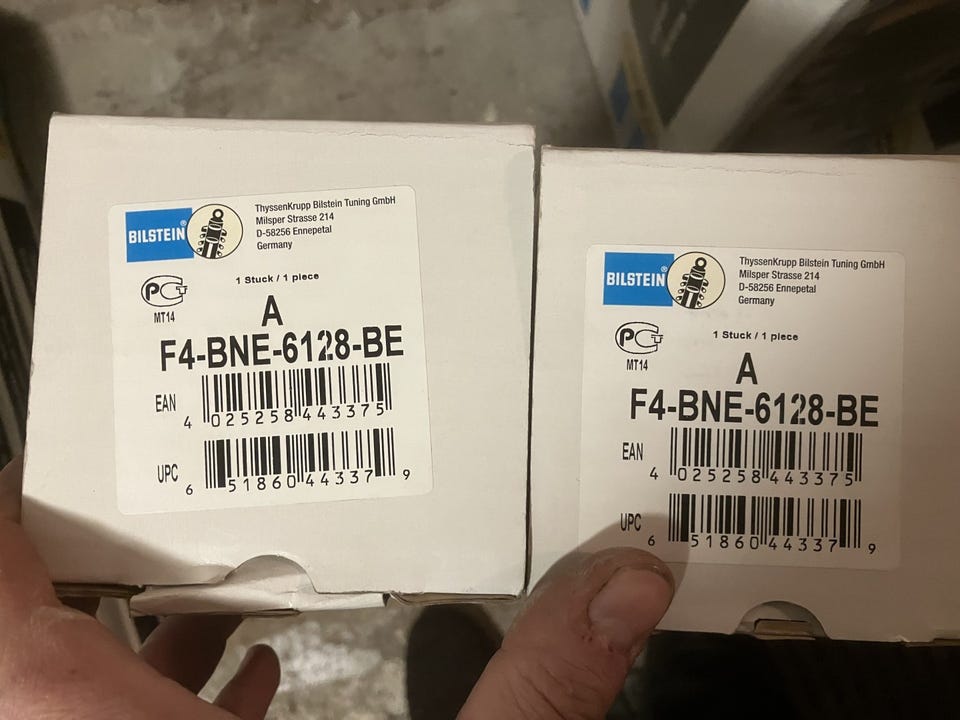 BILSTEIN®
ThyssenKrupp Bilstein Tuning GmbH
Milsper Strasse 214
D-58256 Ennepetal
Germany
PCT
MT14
1 Stuck / 1 piece
A
F4-BNE-6128-BE
EAN
4 025258 443375
UPC
6 51860 44337 9
BILSTEIN®
ThyssenKrupp Bilstein Tuning GmbH
Milsper Strasse 214
D-58256 Ennepetal
Germany
PCT
MT14
1 Stuck / 1 piece
A
F4-BNE-6128-BE
EAN
4 025258 443375
UPC
6 51860 44337 9